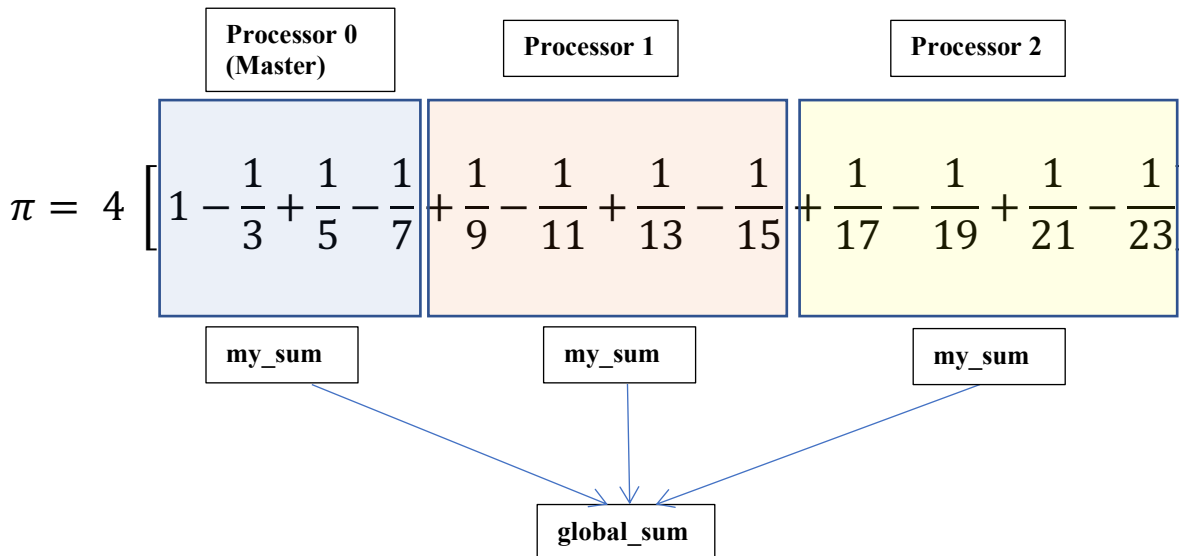 Processor 0
(Master)
Processor 1
Processor 2
π = 4 [ 1 − 1/3 + 1/5 − 1/7 + 1/9 − 1/11 + 1/13 − 1/15 + 1/17 − 1/19 + 1/21 − 1/23
my_sum
my_sum
my_sum
global_sum